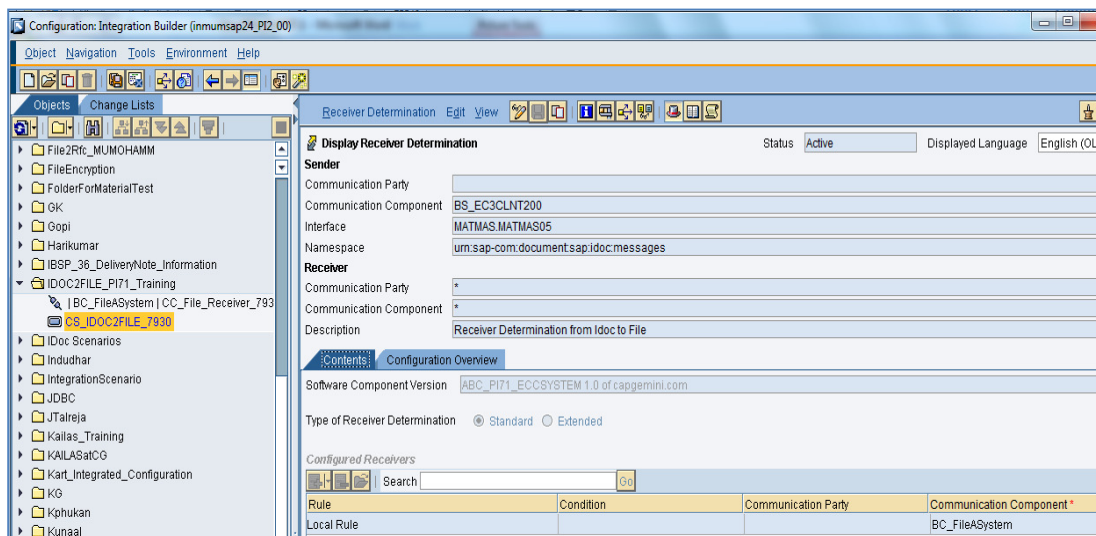 Configuration: Integration Builder (inmumsap24_PI2_00)
Object Navigation Tools Environment Help
Objects Change Lists
Receiver Determination Edit View
File2Rfc_MUMOHAMM
FileEncryption
FolderForMaterialTest
GK
Gopi
Harikumar
IBSP_36_DeliveryNote_Information
IDOC2FILE_PI71_Training
| BC_FileASystem | CC_File_Receiver_793
CS_IDOC2FILE_7930
IDoc Scenarios
Indudhar
IntegrationScenario
JDBC
JTalreja
Kailas_Training
KAILASatCG
Kart_Integrated_Configuration
KG
Kphukan
Kunaal
Display Receiver Determination Status Active Displayed Language English (OL
Sender
Communication Party
Communication Component BS_EC3CLNT200
Interface MATMAS.MATMAS05
Namespace urn:sap-com:document:sap:idoc:messages
Receiver
Communication Party *
Communication Component *
Description Receiver Determination from Idoc to File
Contents Configuration Overview
Software Component Version ABC_PI71_ECCSYSTEM 1.0 of capgemini.com
Type of Receiver Determination Standard Extended
Configured Receivers
Search Go
Rule Condition Communication Party Communication Component *
Local Rule BC_FileASystem